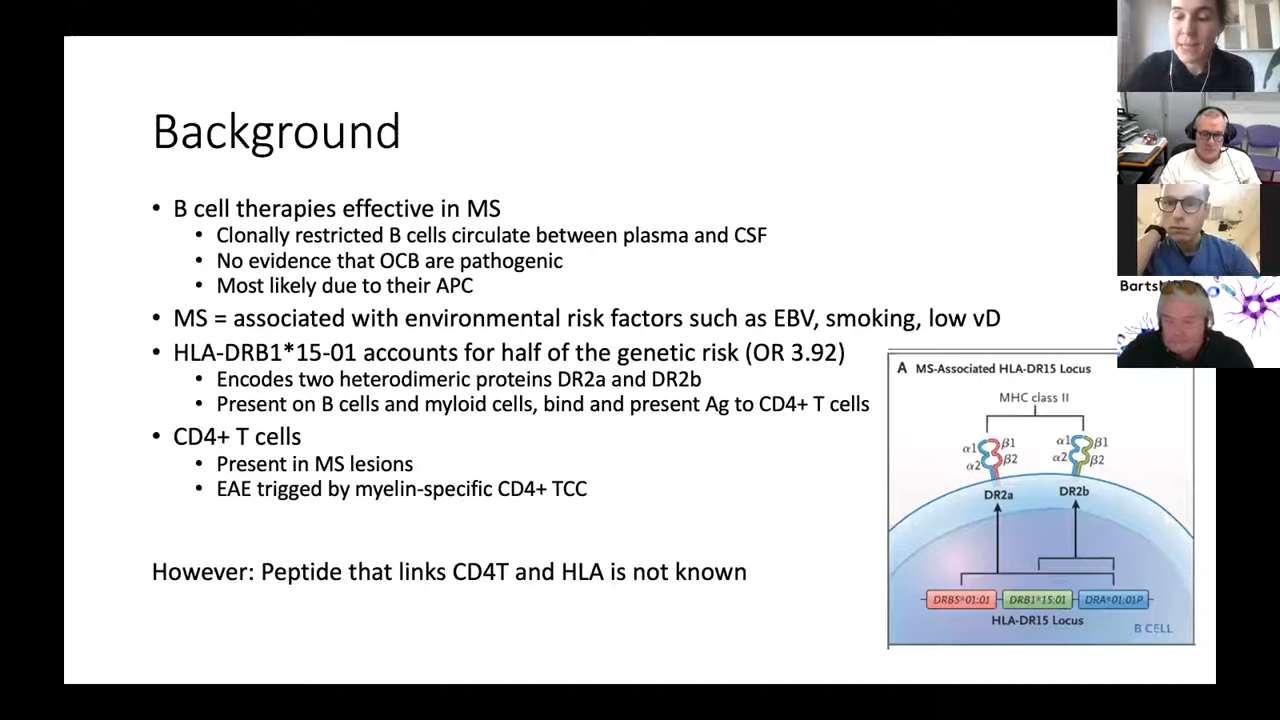 Background
• B cell therapies effective in MS
• Clonally restricted B cells circulate between plasma and CSF
• No evidence that OCB are pathogenic
• Most likely due to their APC
• MS = associated with environmental risk factors such as EBV, smoking, low vD
• HLA-DRB1*15-01 accounts for half of the genetic risk (OR 3.92)
• Encodes two heterodimeric proteins DR2a and DR2b
• Present on B cells and myloid cells, bind and present Ag to CD4+ T cells
• CD4+ T cells
• Present in MS lesions
• EAE trigged by myelin-specific CD4+ TCC
However: Peptide that links CD4T and HLA is not known
A MS-Associated HLA-DR15 Locus
MHC class II
α1 β1 α1 β1
α2 β2 α2 β2
DR2a DR2b
DRB5*01:01 DRB1*15:01 DRA*01:01P
HLA-DR15 Locus
B CELL
Barts